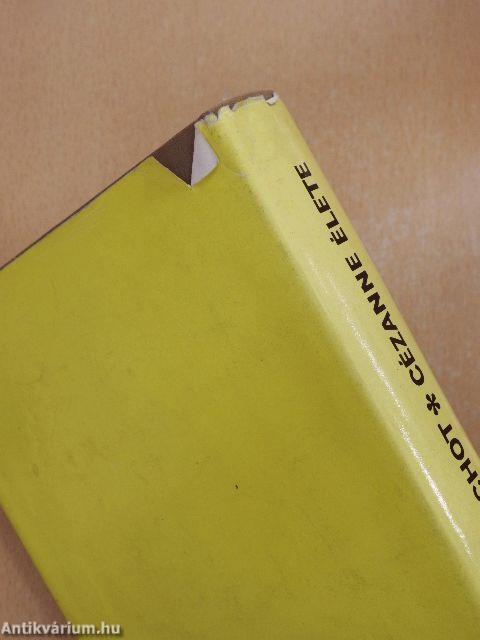 CHOT * CÉZANNE ÉLETE
Antikvárium.hu